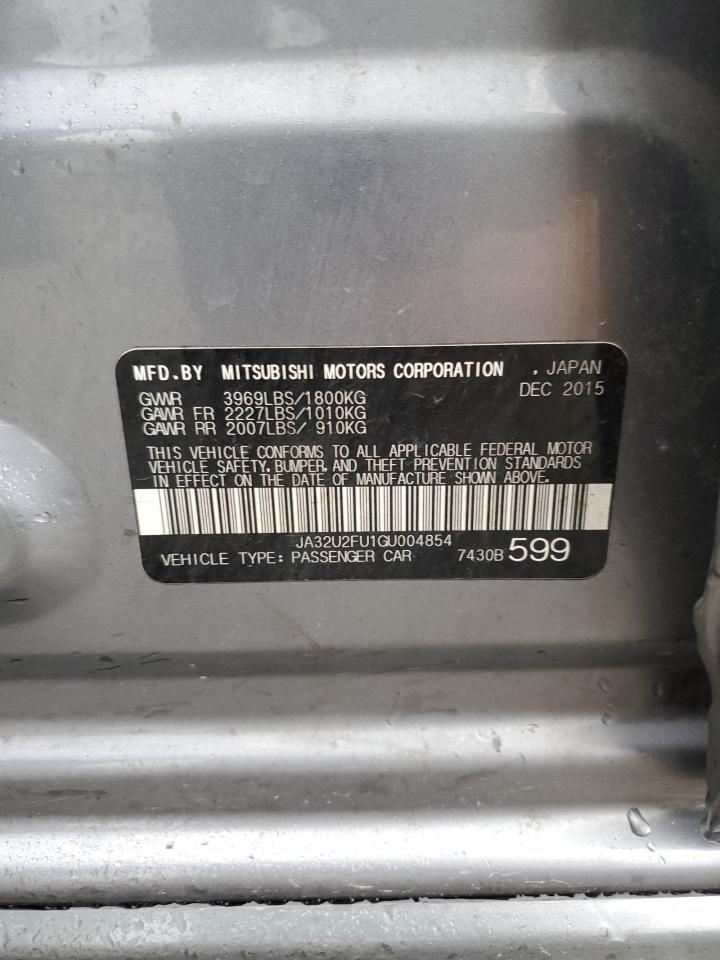 MFD.BY MITSUBISHI MOTORS CORPORATION , JAPAN
DEC 2015
GVWR 3969LBS/1800KG
GAWR FR 2227LBS/1010KG
GAWR RR 2007LBS/ 910KG
THIS VEHICLE CONFORMS TO ALL APPLICABLE FEDERAL MOTOR
VEHICLE SAFETY, BUMPER, AND THEFT PREVENTION STANDARDS
IN EFFECT ON THE DATE OF MANUFACTURE SHOWN ABOVE.
JA32U2FU1GU004854
VEHICLE TYPE: PASSENGER CAR 7430B 599